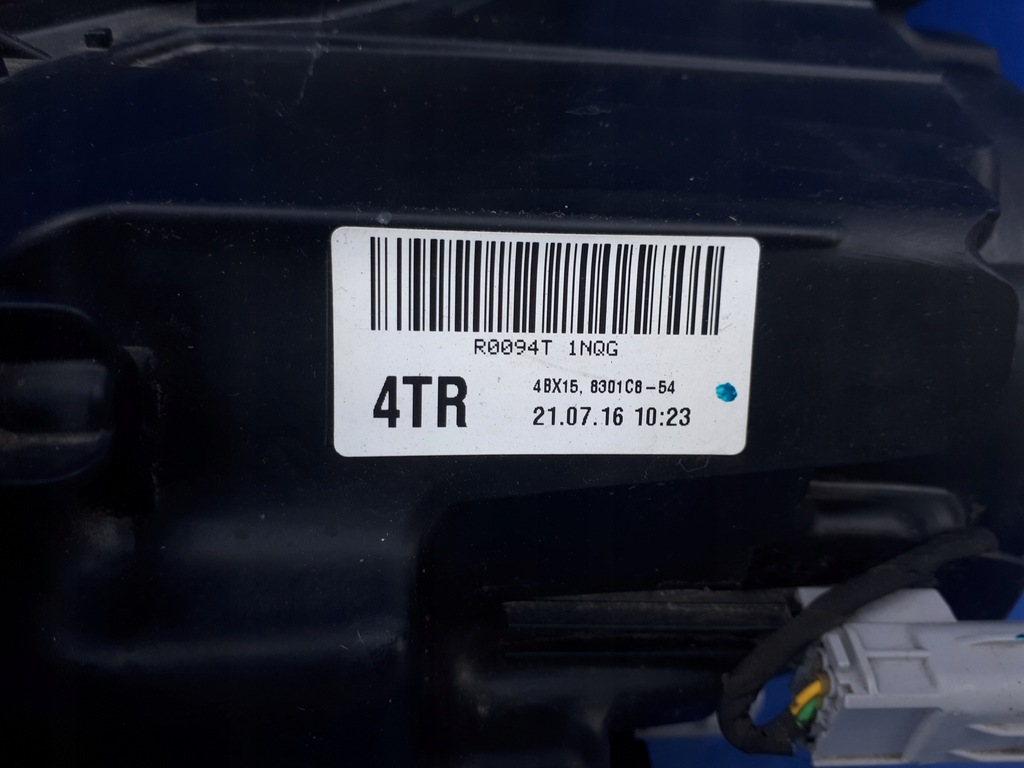 R0094T 1NQG
4TR
4BX15, 8301C8-54
21.07.16 10:23